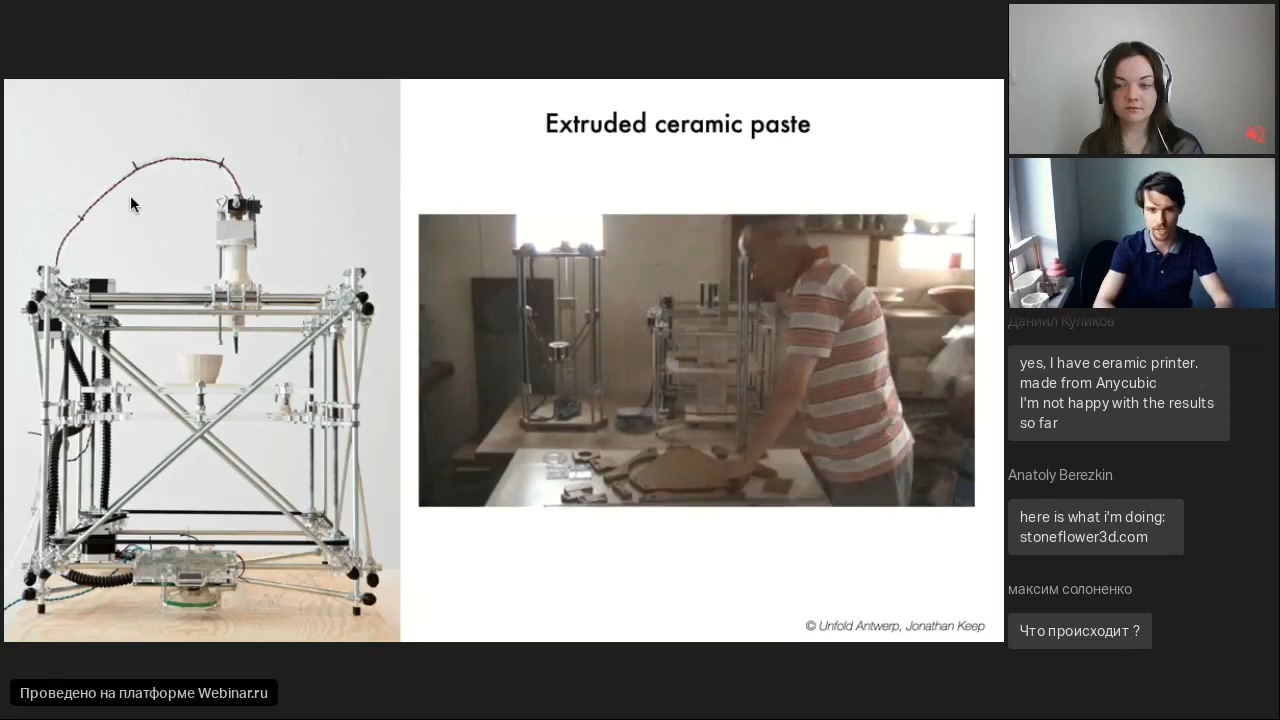 Extruded ceramic paste
© Unfold Antwerp, Jonathan Keep
Даниил Куликов
yes, I have ceramic printer.
made from Anycubic
I'm not happy with the results
so far
Anatoly Berezkin
here is what i'm doing:
stoneflower3d.com
максим солоненко
Что происходит ?
Проведено на платформе Webinar.ru